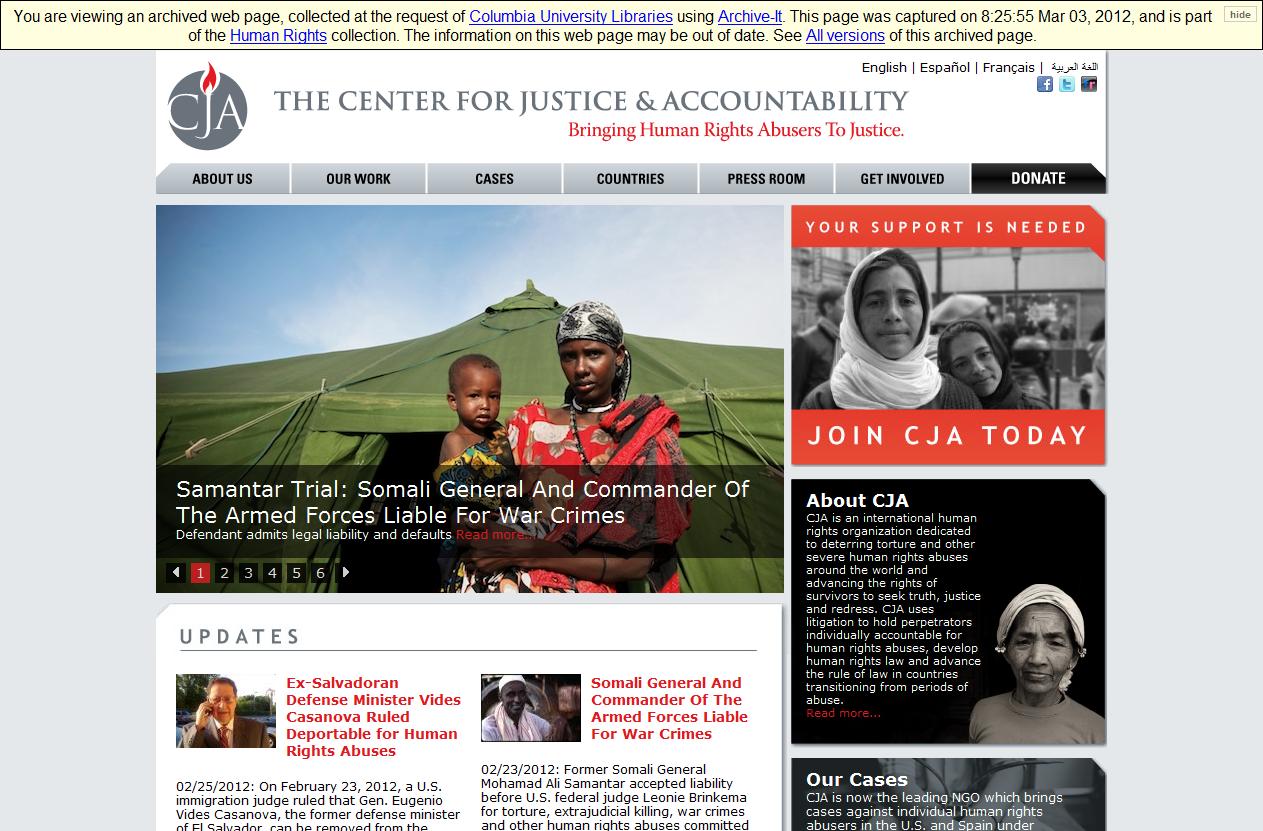 You are viewing an archived web page, collected at the request of Columbia University Libraries using Archive-It. This page was captured on 8:25:55 Mar 03, 2012, and is part
of the Human Rights collection. The information on this web page may be out of date. See All versions of this archived page.
hide
English | Español | Français | اللغة العربية
CJA
THE CENTER FOR JUSTICE & ACCOUNTABILITY
Bringing Human Rights Abusers To Justice.
ABOUT US
OUR WORK
CASES
COUNTRIES
PRESS ROOM
GET INVOLVED
DONATE
Samantar Trial: Somali General And Commander Of
The Armed Forces Liable For War Crimes
Defendant admits legal liability and defaults Read more...
1 2 3 4 5 6
YOUR SUPPORT IS NEEDED
JOIN CJA TODAY
About CJA
CJA is an international human
rights organization dedicated
to deterring torture and other
severe human rights abuses
around the world and
advancing the rights of
survivors to seek truth, justice
and redress. CJA uses
litigation to hold perpetrators
individually accountable for
human rights abuses, develop
human rights law and advance
the rule of law in countries
transitioning from periods of
abuse.
Read more...
UPDATES
Ex-Salvadoran
Defense Minister Vides
Casanova Ruled
Deportable for Human
Rights Abuses
02/25/2012: On February 23, 2012, a U.S.
immigration judge ruled that Gen. Eugenio
Vides Casanova, the former defense minister
of El Salvador, can be removed from the
Somali General And
Commander Of The
Armed Forces Liable
For War Crimes
02/23/2012: Former Somali General
Mohamad Ali Samantar accepted liability
before U.S. federal judge Leonie Brinkema
for torture, extrajudicial killing, war crimes
and other human rights abuses committed
Our Cases
CJA is now the leading NGO which brings
cases against individual human rights
abusers in the U.S. and Spain under